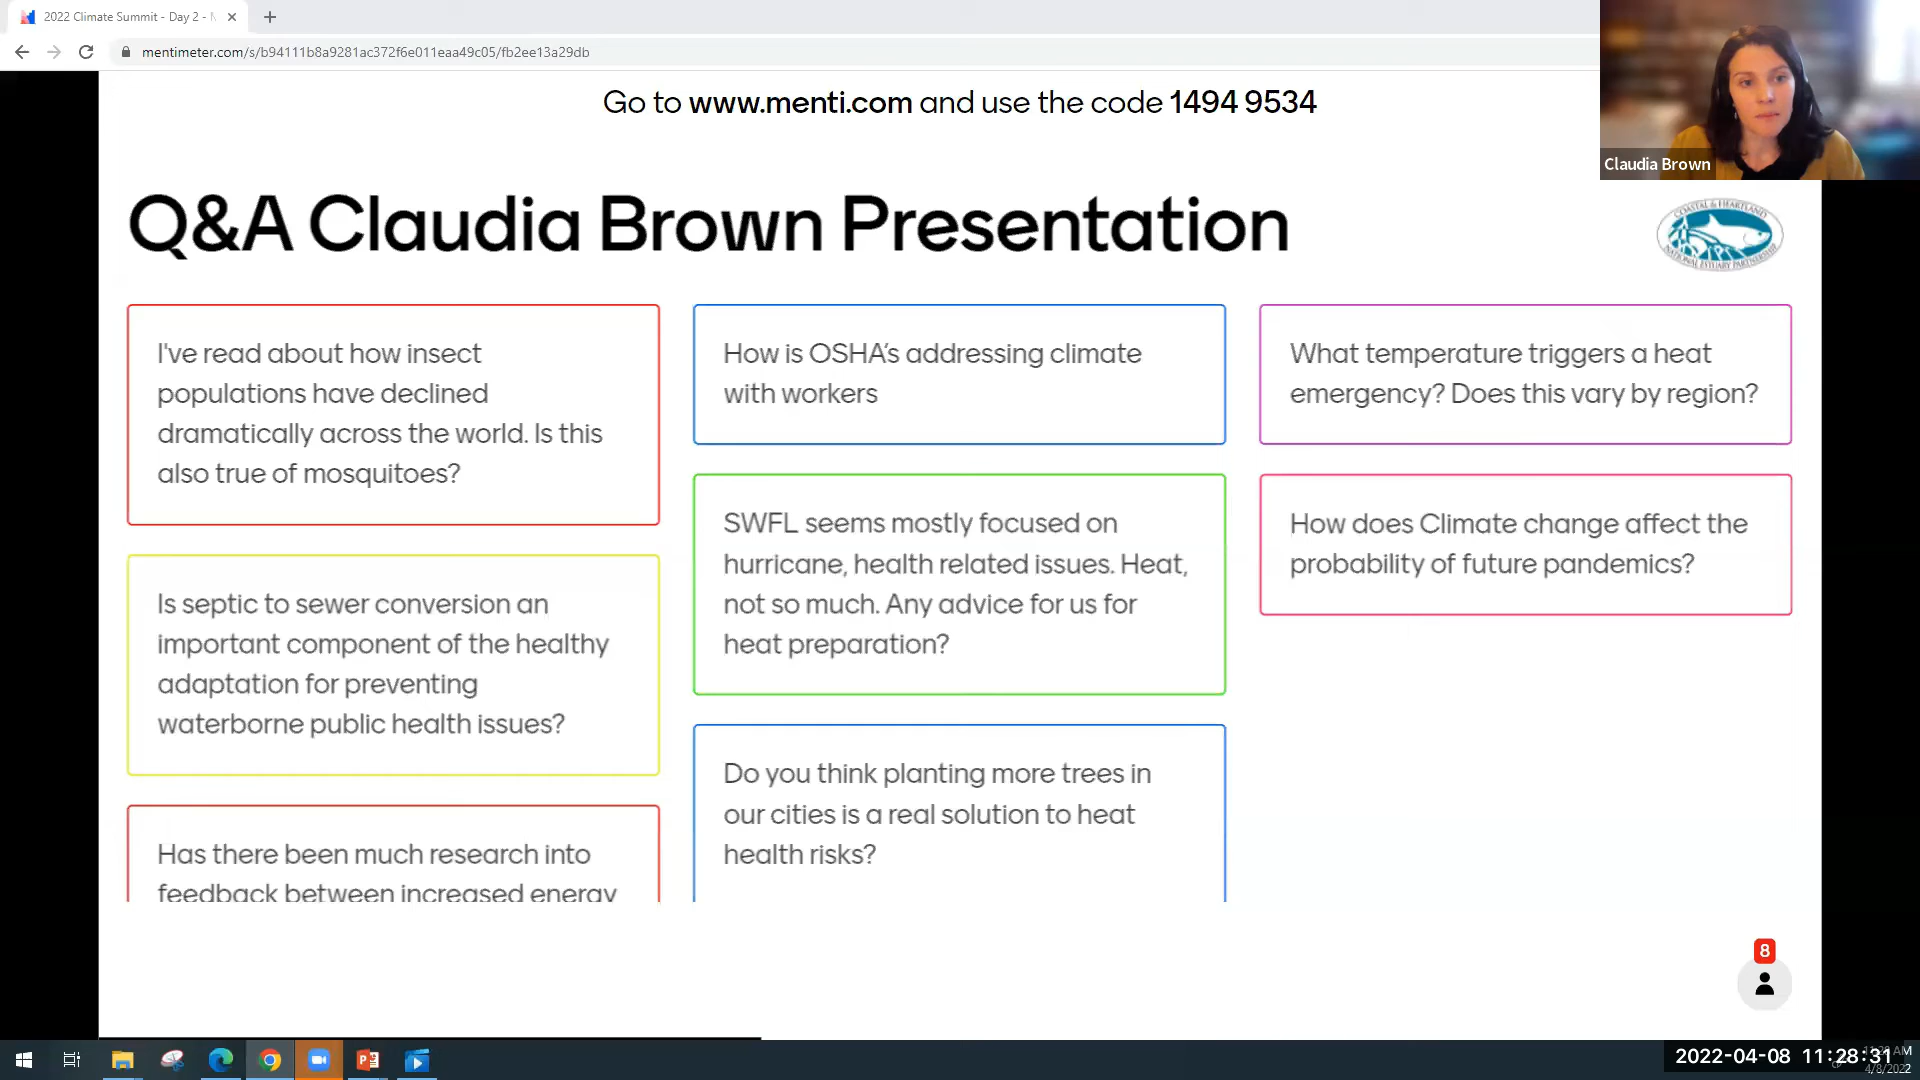 2022 Climate Summit - Day 2 -
mentimeter.com/s/b94111b8a9281ac372f6e011eaa49c05/fb2ee13a29db
Go to www.menti.com and use the code 1494 9534
Claudia Brown
Q&A Claudia Brown Presentation
COASTAL & HEARTLAND
NATIONAL ESTUARY PARTNERSHIP
I've read about how insect
populations have declined
dramatically across the world. Is this
also true of mosquitoes?
Is septic to sewer conversion an
important component of the healthy
adaptation for preventing
waterborne public health issues?
Has there been much research into
feedback between increased energy
How is OSHA's addressing climate
with workers
SWFL seems mostly focused on
hurricane, health related issues. Heat,
not so much. Any advice for us for
heat preparation?
Do you think planting more trees in
our cities is a real solution to heat
health risks?
What temperature triggers a heat
emergency? Does this vary by region?
How does Climate change affect the
probability of future pandemics?
8
2022-04-08 11:28:31